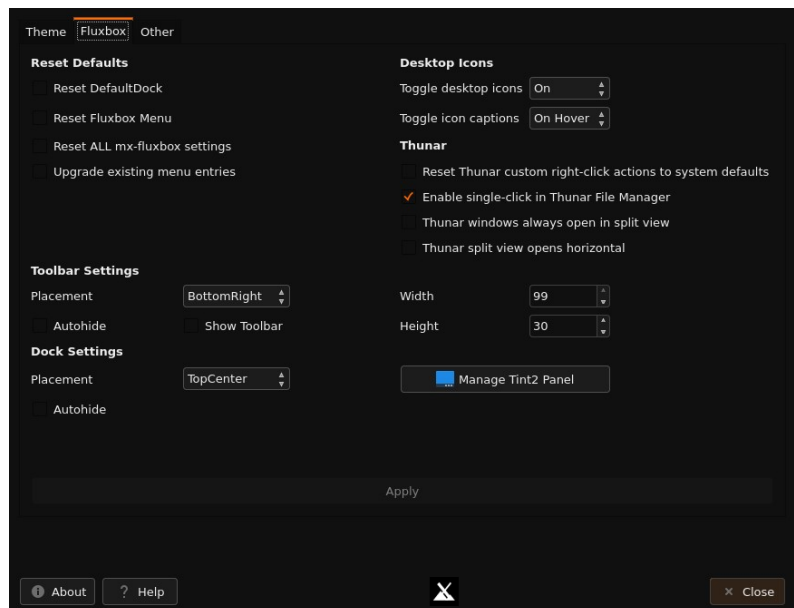 Theme Fluxbox Other
Reset Defaults
Reset DefaultDock
Reset Fluxbox Menu
Reset ALL mx-fluxbox settings
Upgrade existing menu entries
Desktop Icons
Toggle desktop icons On
Toggle icon captions On Hover
Thunar
Reset Thunar custom right-click actions to system defaults
Enable single-click in Thunar File Manager
Thunar windows always open in split view
Thunar split view opens horizontal
Toolbar Settings
Placement BottomRight Width 99
Autohide Show Toolbar Height 30
Dock Settings
Placement TopCenter Manage Tint2 Panel
Autohide
Apply
About ? Help Close